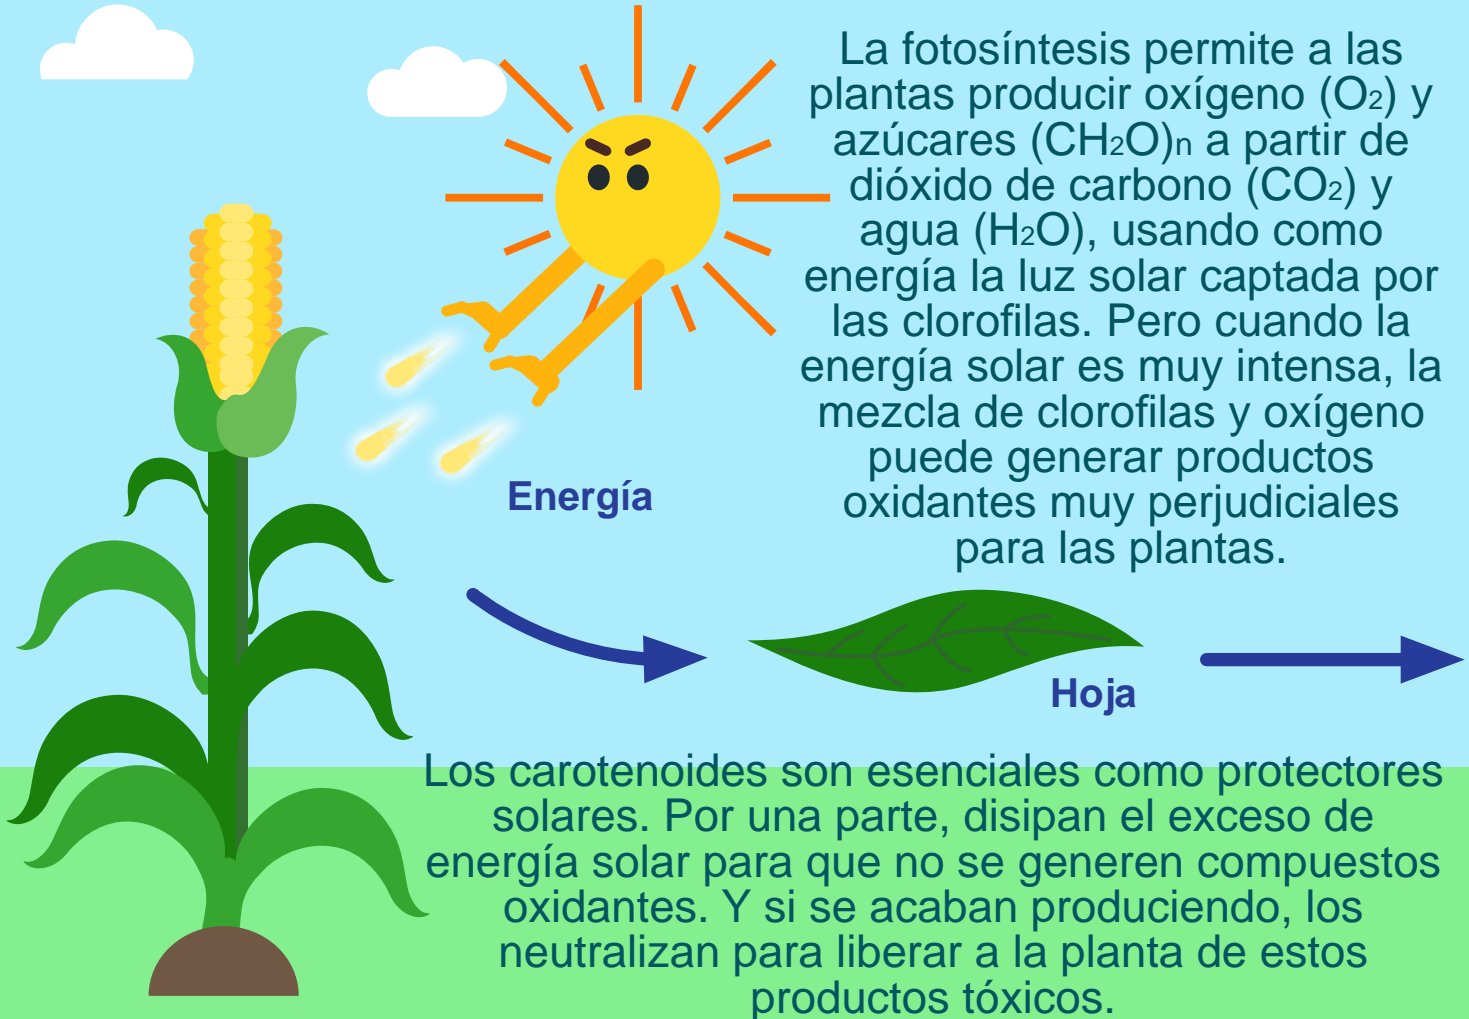 La fotosíntesis permite a las
plantas producir oxígeno (O₂) y
azúcares (CH₂O)n a partir de
dióxido de carbono (CO₂) y
agua (H₂O), usando como
energía la luz solar captada por
las clorofilas. Pero cuando la
energía solar es muy intensa, la
mezcla de clorofilas y oxígeno
puede generar productos
oxidantes muy perjudiciales
para las plantas.
Energía
Hoja
Los carotenoides son esenciales como protectores
solares. Por una parte, disipan el exceso de
energía solar para que no se generen compuestos
oxidantes. Y si se acaban produciendo, los
neutralizan para liberar a la planta de estos
productos tóxicos.